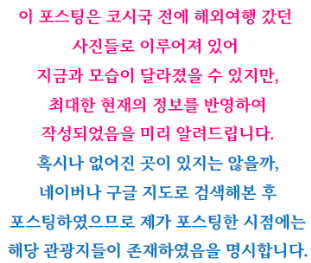 이 포스팅은 코시국 전에 해외여행 갔던
사진들로 이루어져 있어
지금과 모습이 달라졌을 수 있지만,
최대한 현재의 정보를 반영하여
작성되었음을 미리 알려드립니다.
혹시나 없어진 곳이 있지는 않을까,
네이버나 구글 지도로 검색해본 후
포스팅하였으므로 제가 포스팅한 시점에는
해당 관광지들이 존재하였음을 명시합니다.